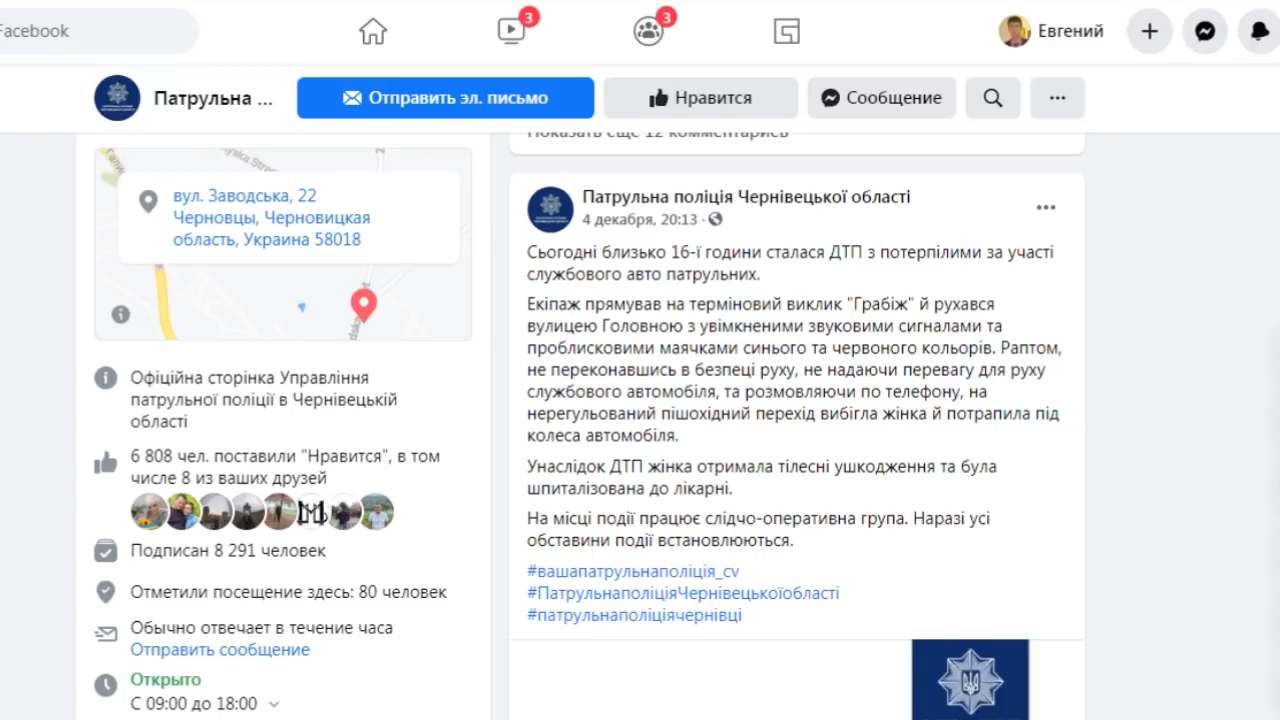 Facebook
3
3
Евгений
Патрульна ...
Отправить эл. письмо
Нравится
Сообщение
Показать еще 12 комментариев
вул. Заводська, 22
Черновцы, Черновицкая
область, Украина 58018
Офіційна сторінка Управління
патрульної поліції в Чернівецькій
області
6 808 чел. поставили "Нравится", в том
числе 8 из ваших друзей
Подписан 8 291 человек
Отметили посещение здесь: 80 человек
Обычно отвечает в течение часа
Отправить сообщение
Открыто
С 09:00 до 18:00
Патрульна поліція Чернівецької області
4 декабря, 20:13 ·
Сьогодні близько 16-ї години сталася ДТП з потерпілими за участі
службового авто патрульних.
Екіпаж прямував на терміновий виклик "Грабіж" й рухався
вулицею Головною з увімкненими звуковими сигналами та
проблисковими маячками синього та червоного кольорів. Раптом,
не переконавшись в безпеці руху, не надаючи перевагу для руху
службового автомобіля, та розмовляючи по телефону, на
нерегульований пішохідний перехід вибігла жінка й потрапила під
колеса автомобіля.
Унаслідок ДТП жінка отримала тілесні ушкодження та була
шпиталізована до лікарні.
На місці події працює слідчо-оперативна група. Наразі усі
обставини події встановлюються.
#вашапатрульнаполіція_cv
#ПатрульнаполіціяЧернівецькоїобласті
#патрульнаполіціячернівці